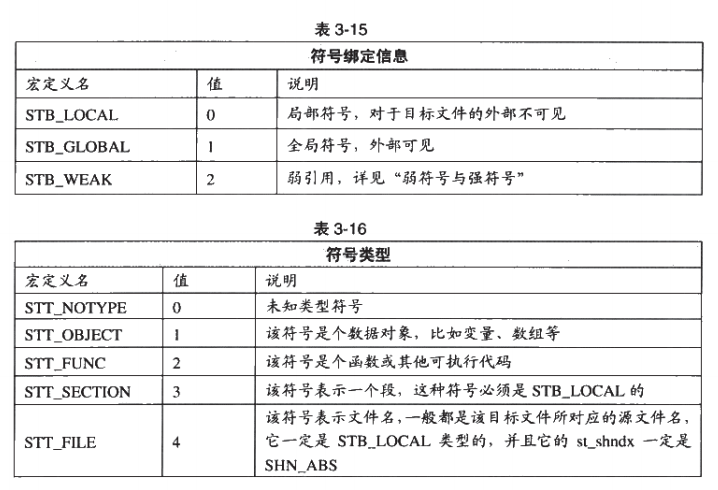 表 3-15
符号绑定信息
宏定义名 值 说明
STB_LOCAL 0 局部符号，对于目标文件的外部不可见
STB_GLOBAL 1 全局符号，外部可见
STB_WEAK 2 弱引用，详见“弱符号与强符号”
表 3-16
符号类型
宏定义名 值 说明
STT_NOTYPE 0 未知类型符号
STT_OBJECT 1 该符号是个数据对象，比如变量、数组等
STT_FUNC 2 该符号是个函数或其他可执行代码
STT_SECTION 3 该符号表示一个段，这种符号必须是 STB_LOCAL 的
该符号表示文件名，一般都是该目标文件所对应的源文件名，
STT_FILE 4 它一定是 STB_LOCAL 类型的，并且它的 st_shndx 一定是
SHN_ABS